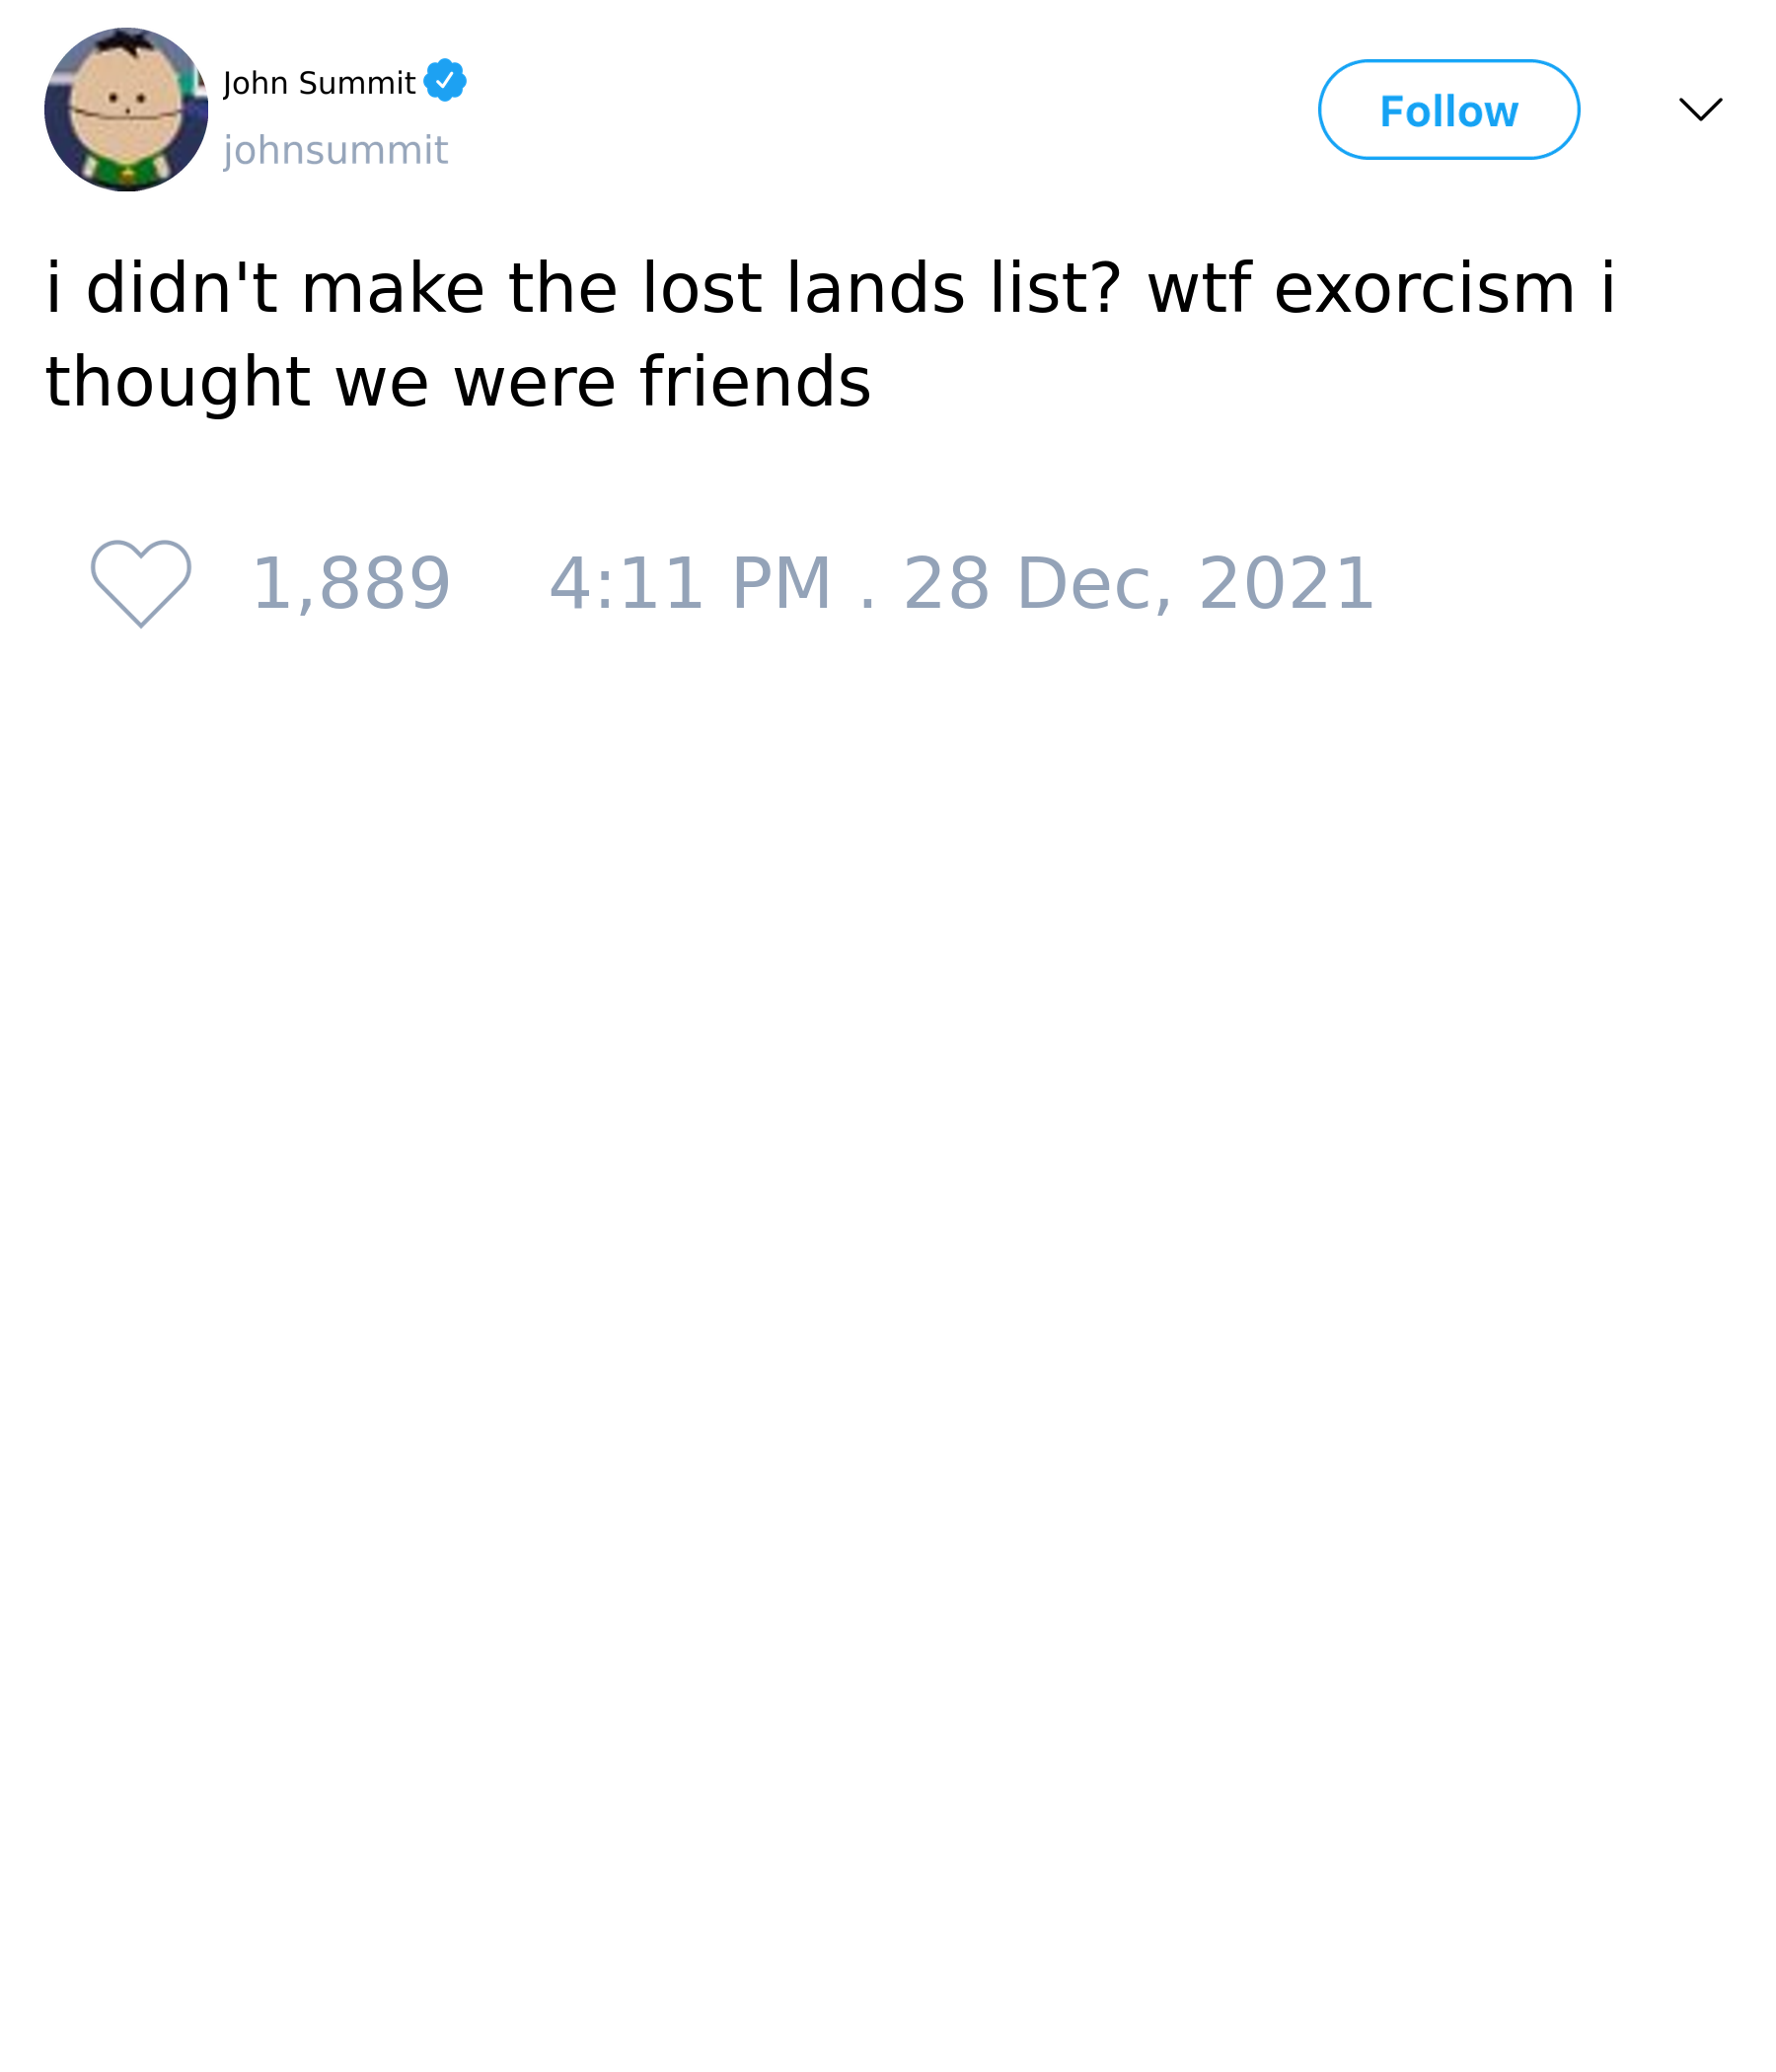 John Summit
johnsummit
Follow
i didn't make the lost lands list? wtf exorcism i
thought we were friends
1,889 4:11 PM . 28 Dec, 2021